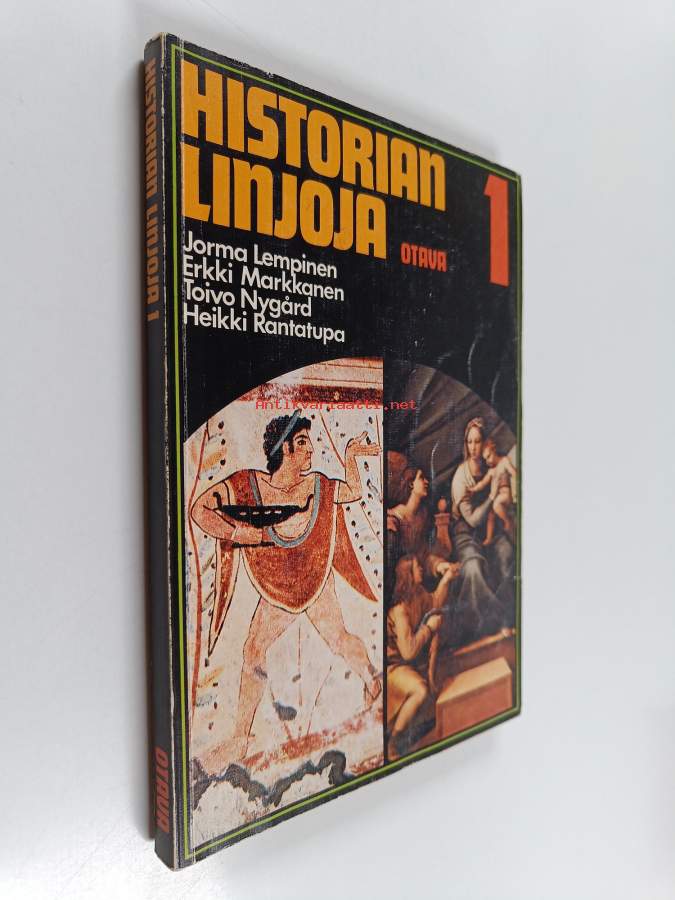 HISTORIAN
LINJOJA
1
OTAVA
Jorma Lempinen
Erkki Markkanen
Toivo Nygård
Heikki Rantatupa
Antikvariaatti.net
HISTORIAN LINJOJA 1
OTAVA